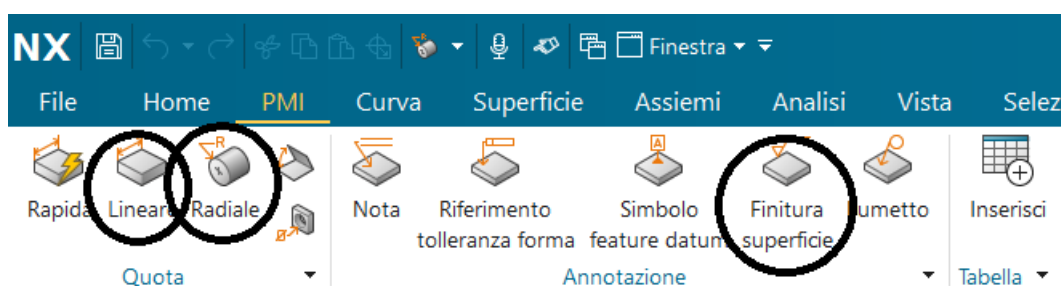 NX Finestra
File Home PMI Curva Superficie Assiemi Analisi Vista Selez
R
A
x
Rapida Lineare Radiale Nota Riferimento Simbolo Finitura Inserisci
tolleranza forma feature datum superficie
Quota Annotazione Tabella